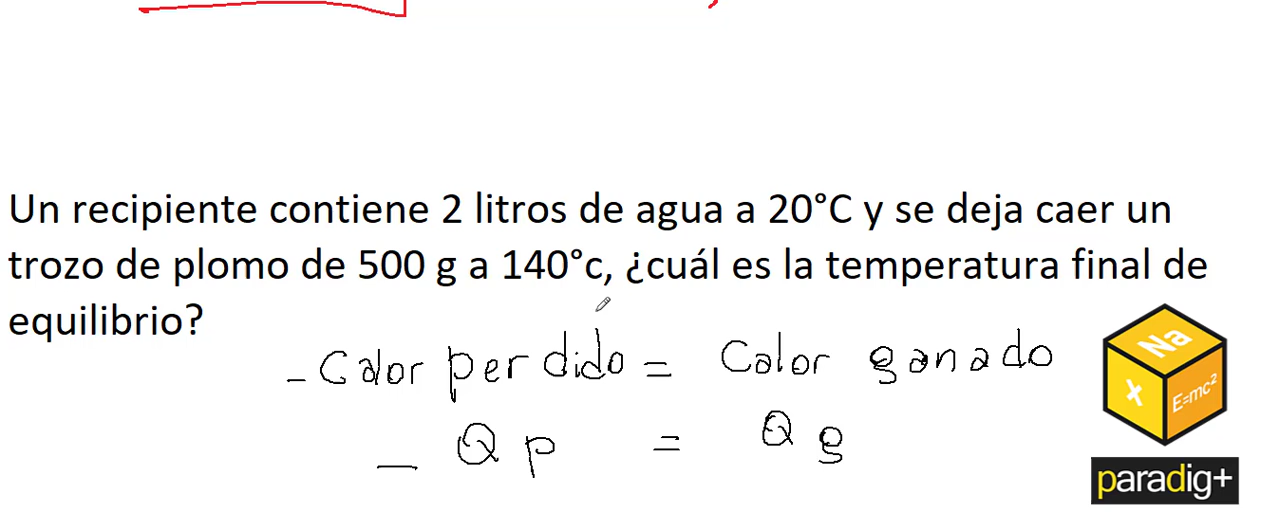 Un recipiente contiene 2 litros de agua a 20°C y se deja caer un
trozo de plomo de 500 g a 140°c, ¿cuál es la temperatura final de
equilibrio?
- Calor perdido = Calor ganado
- Qp = Qg
Na
x E=mc²
paradig+